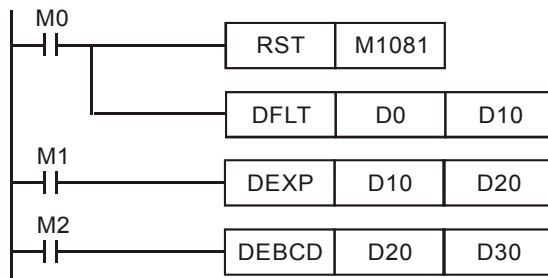 M0
RST M1081
DFLT D0 D10
M1
DEXP D10 D20
M2
DEBCD D20 D30